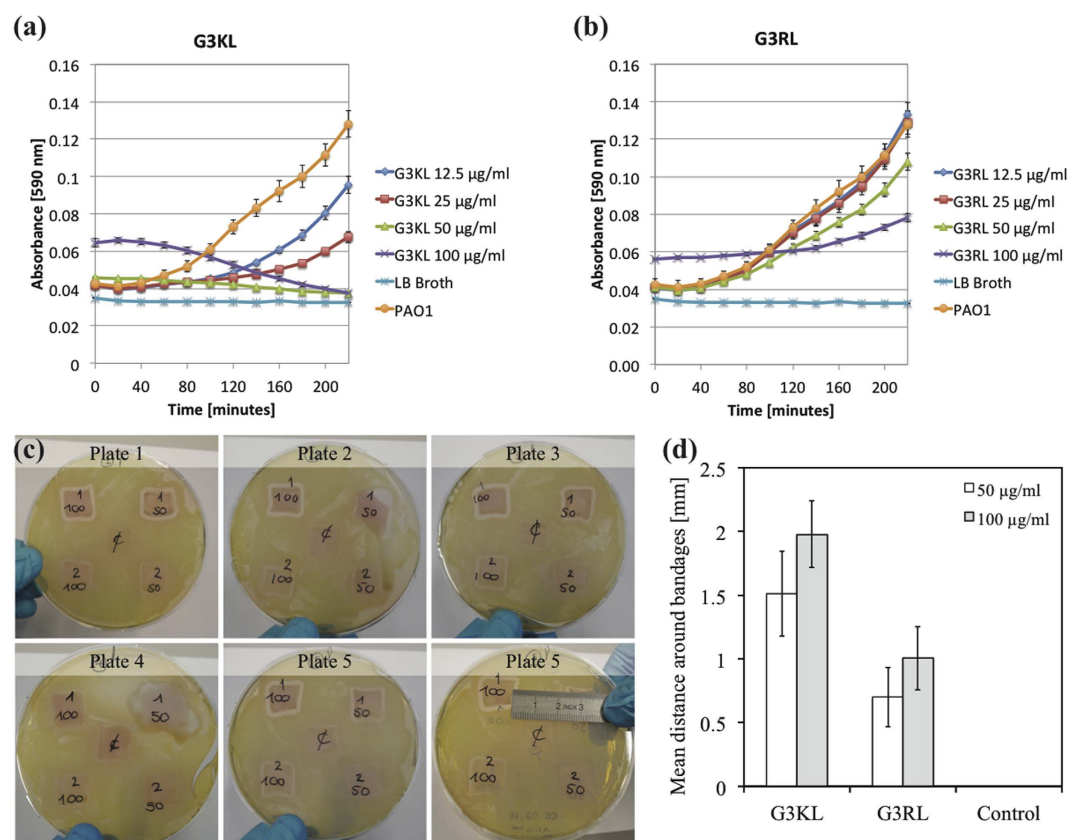 (a)
G3KL
Absorbance [590 nm]
0.16
0.14
0.12
0.1
0.08
0.06
0.04
0.02
0
0 40 80 120 160 200
Time [minutes]
G3KL 12.5 µg/ml
G3KL 25 µg/ml
G3KL 50 µg/ml
G3KL 100 µg/ml
LB Broth
PAO1
(b)
G3RL
Absorbance [590 nm]
0.16
0.14
0.12
0.10
0.08
0.06
0.04
0.02
0.00
0 40 80 120 160 200
Time [minutes]
G3RL 12.5 µg/ml
G3RL 25 µg/ml
G3RL 50 µg/ml
G3RL 100 µg/ml
LB Broth
PAO1
(c)
Plate 1
1 1
100 50
¢
2 2
100 50
Plate 2
1 1
100 50
¢
2 2
100 50
Plate 3
1 1
100 50
¢
2 2
100 50
Plate 4
1 1
100 50
¢
2 2
100 50
Plate 5
1 1
100 50
¢
2 2
100 50
Plate 5
1
100
1 2 INOX 3
¢
2 2
100 50
(d)
Mean distance around bandages [mm]
2.5
2
1.5
1
0.5
0
50 µg/ml
100 µg/ml
G3KL G3RL Control